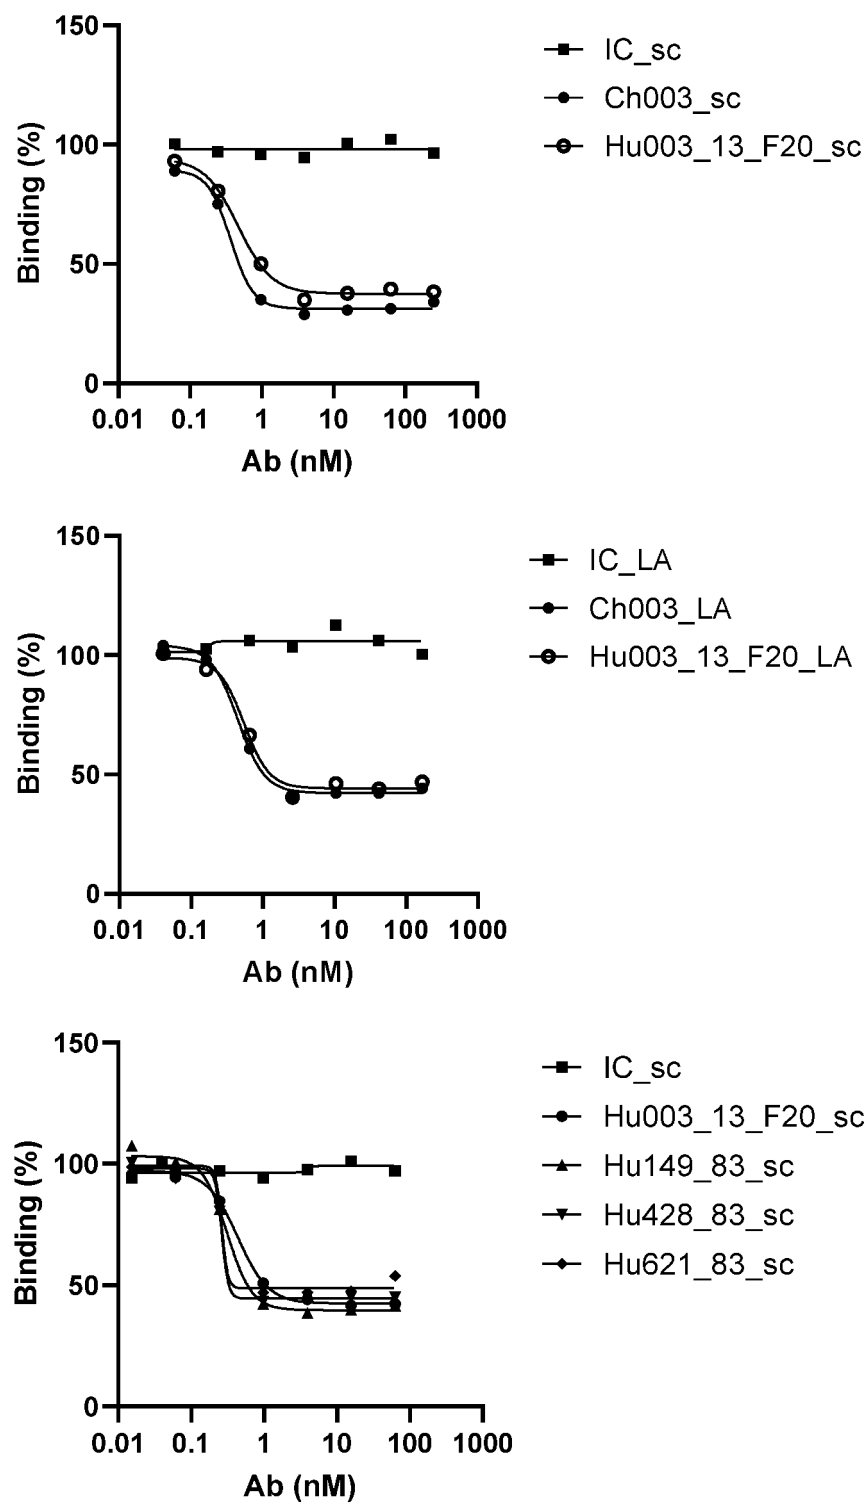 150
100
50
0
Binding (%)
0.01 0.1 1 10 100 1000
Ab (nM)
IC_sc
Ch003_sc
Hu003_13_F20_sc
150
100
50
0
Binding (%)
0.01 0.1 1 10 100 1000
Ab (nM)
IC_LA
Ch003_LA
Hu003_13_F20_LA
150
100
50
0
Binding (%)
0.01 0.1 1 10 100 1000
Ab (nM)
IC_sc
Hu003_13_F20_sc
Hu149_83_sc
Hu428_83_sc
Hu621_83_sc